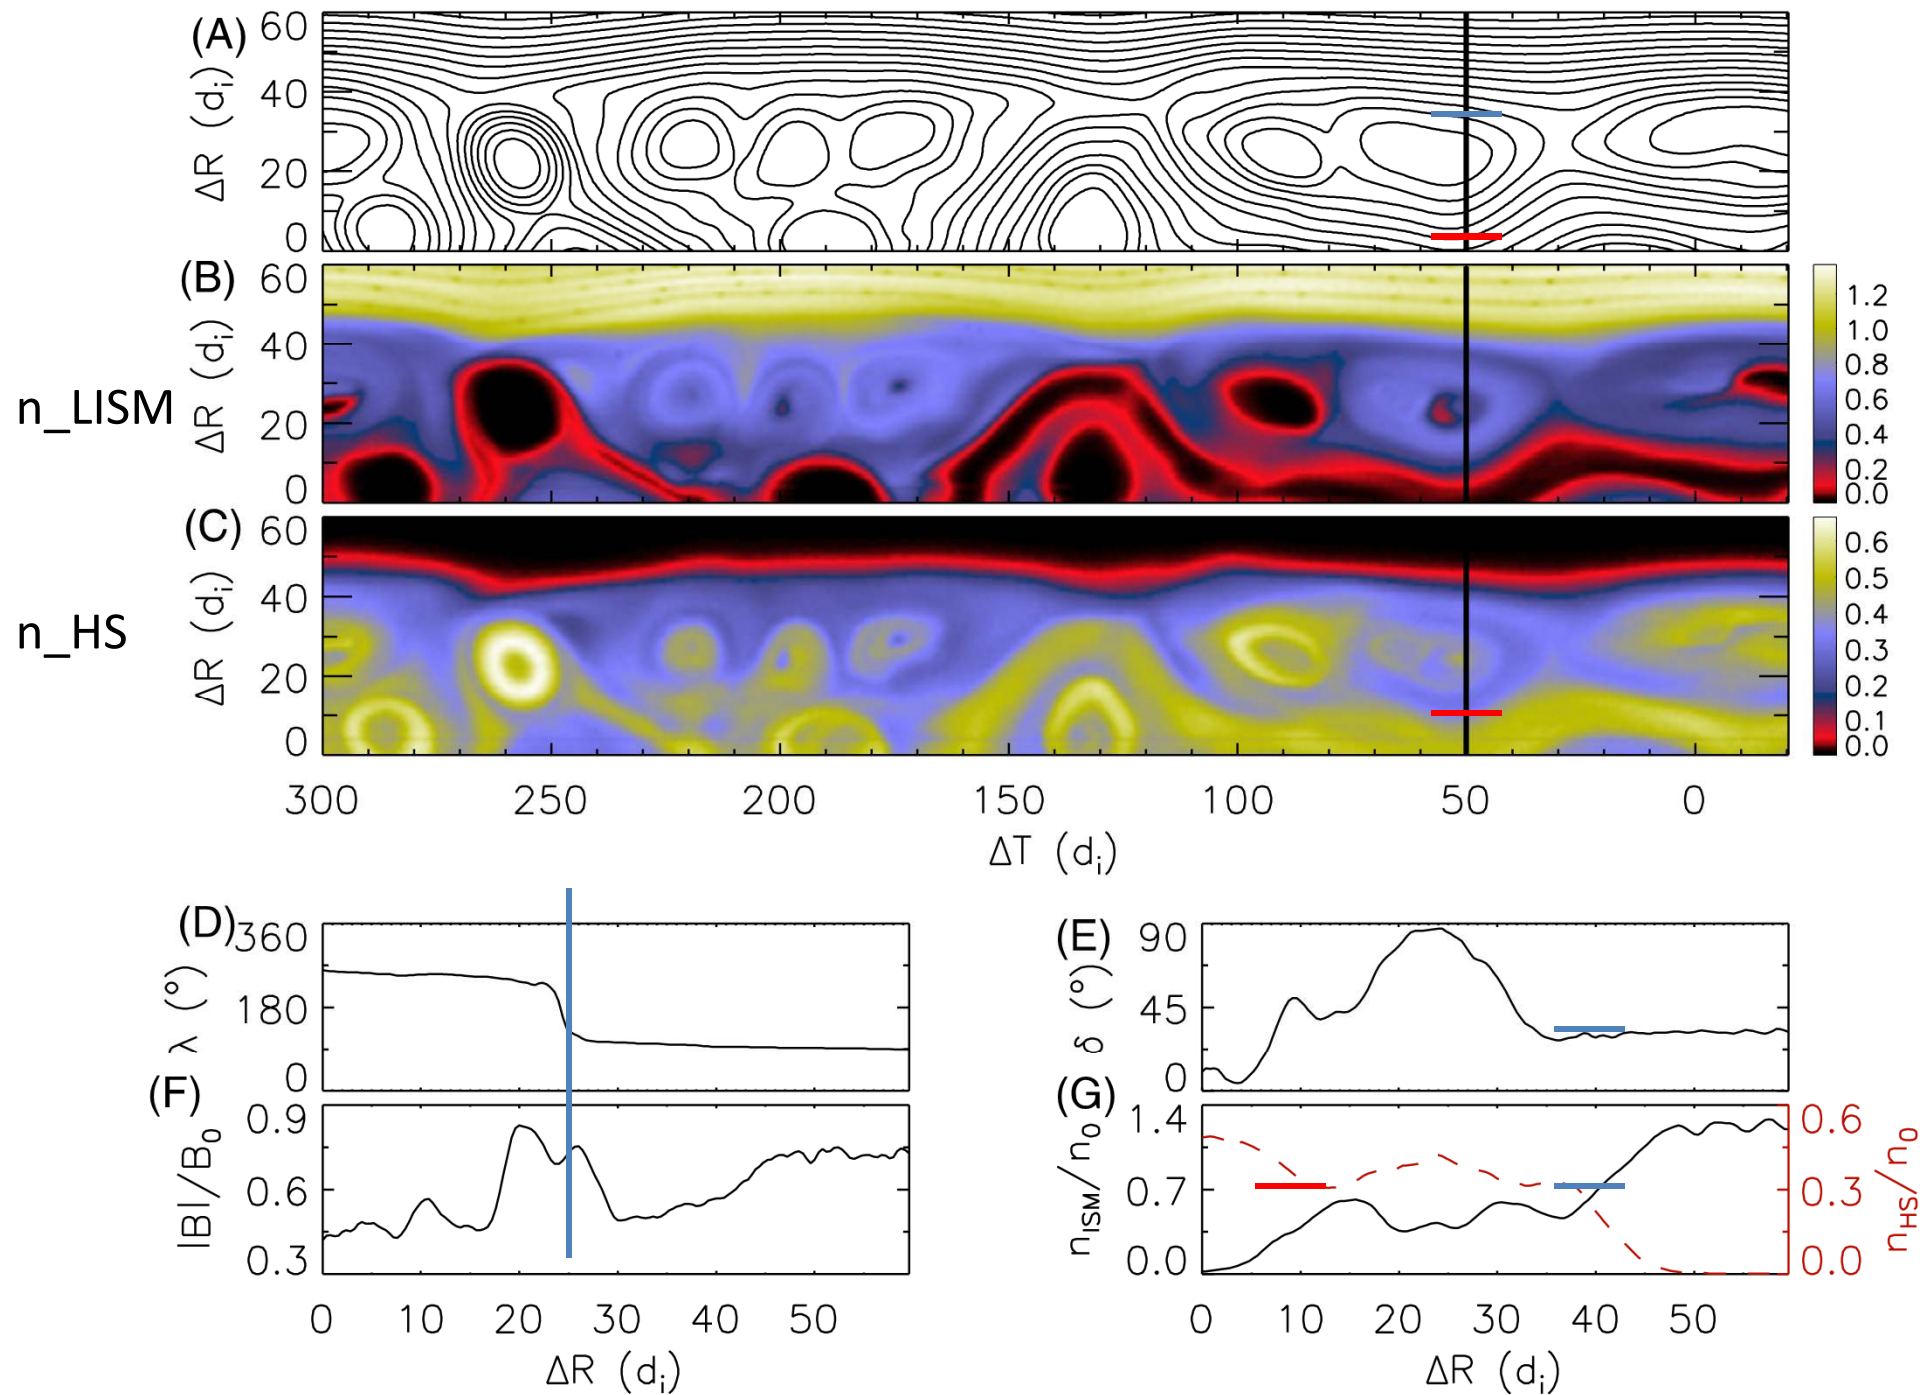 (A)
60
40
20
0
ΔR (di)
(B)
60
40
20
0
ΔR (di)
n_LISM
1.2
1.0
0.8
0.6
0.4
0.2
0.0
(C)
60
40
20
0
ΔR (di)
n_HS
0.6
0.5
0.4
0.3
0.2
0.1
0.0
300 250 200 150 100 50 0
ΔT (di)
(D)
360
180
0
λ (°)
(E)
90
45
0
δ (°)
(F)
0.9
0.6
0.3
|B|/B0
0 10 20 30 40 50
ΔR (di)
(G)
1.4
0.7
0.0
nISM/n0
0.6
0.3
0.0
nHS/n0
0 10 20 30 40 50
ΔR (di)